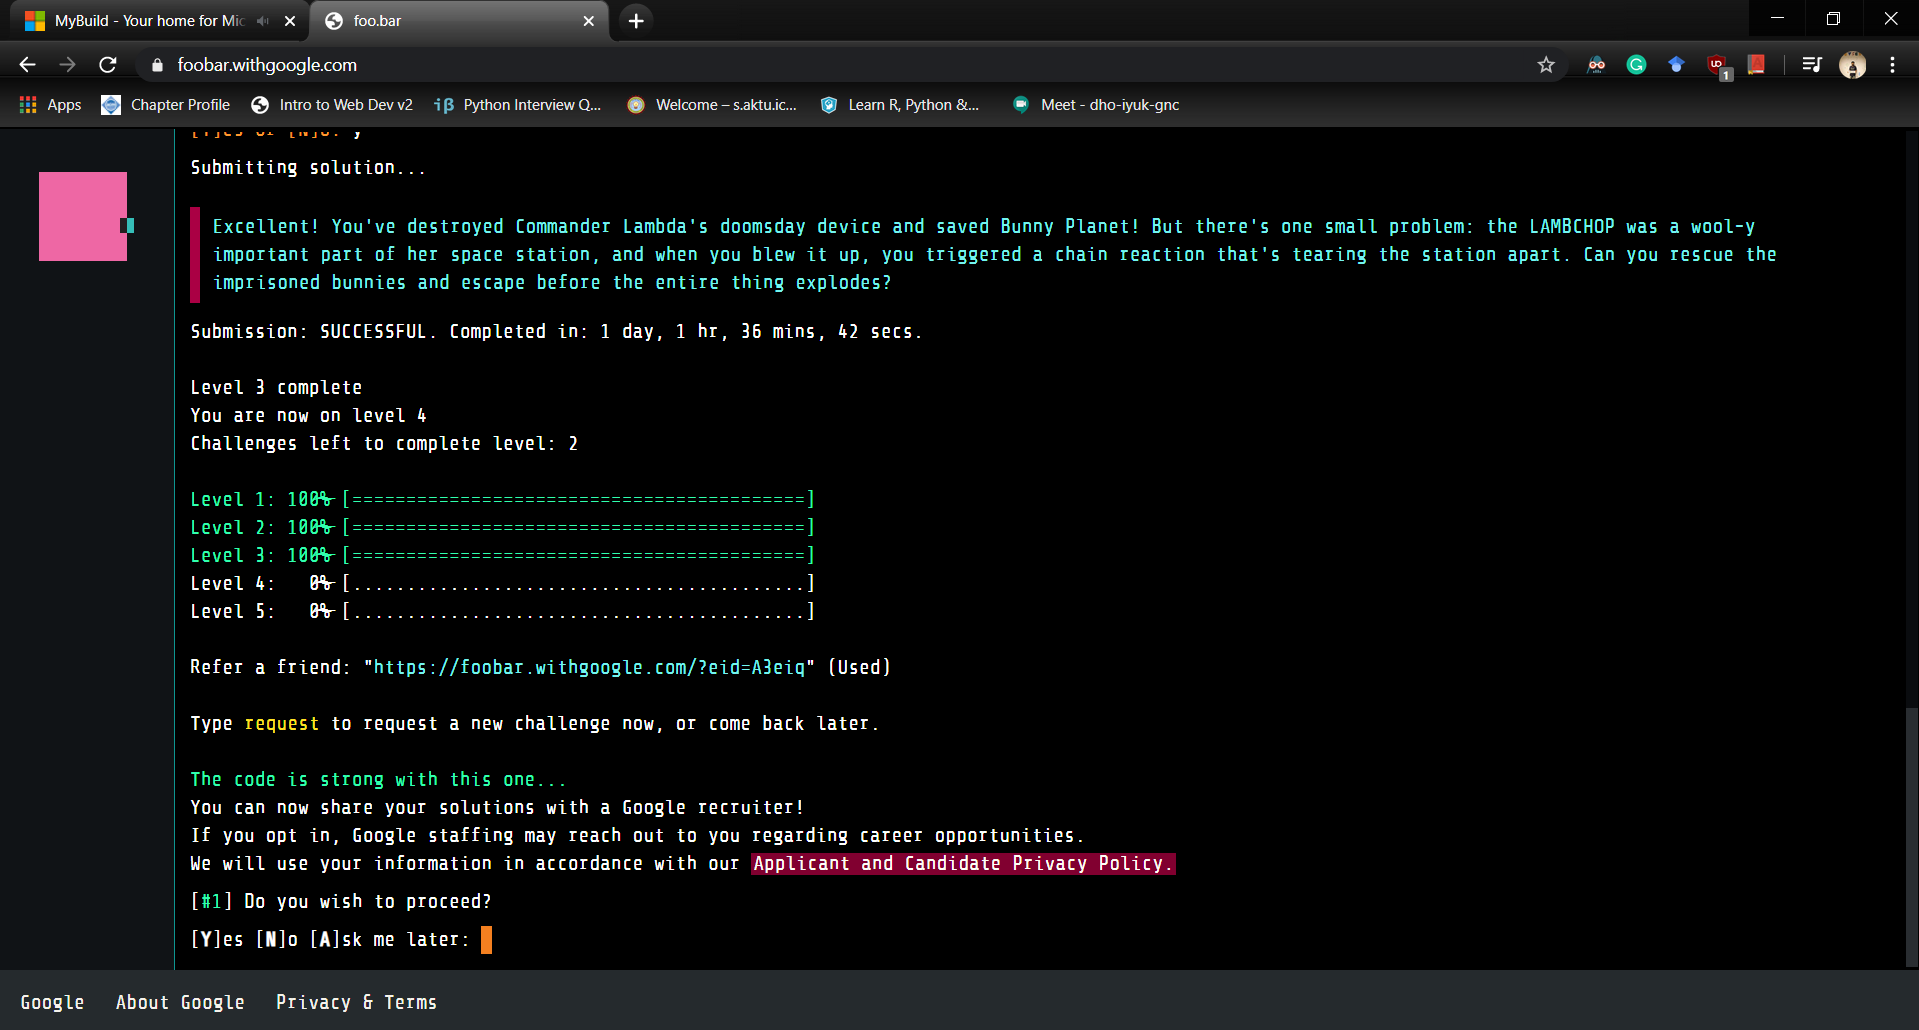 MyBuild - Your home for Mic
foo.bar
foobar.withgoogle.com
1
Apps
Chapter Profile
Intro to Web Dev v2
Python Interview Q...
Welcome – s.aktu.ic...
Learn R, Python &...
Meet - dho-iyuk-gnc
[Y]es or [N]o: y
Submitting solution...
Excellent! You've destroyed Commander Lambda's doomsday device and saved Bunny Planet! But there's one small problem: the LAMBCHOP was a wool-y
important part of her space station, and when you blew it up, you triggered a chain reaction that's tearing the station apart. Can you rescue the
imprisoned bunnies and escape before the entire thing explodes?
Submission: SUCCESSFUL. Completed in: 1 day, 1 hr, 36 mins, 42 secs.
Level 3 complete
You are now on level 4
Challenges left to complete level: 2
Level 1: 100% [==========================================]
Level 2: 100% [==========================================]
Level 3: 100% [==========================================]
Level 4:   0% [..........................................]
Level 5:   0% [..........................................]
Refer a friend: "https://foobar.withgoogle.com/?eid=A3eiq" (Used)
Type request to request a new challenge now, or come back later.
The code is strong with this one...
You can now share your solutions with a Google recruiter!
If you opt in, Google staffing may reach out to you regarding career opportunities.
We will use your information in accordance with our Applicant and Candidate Privacy Policy.
[#1] Do you wish to proceed?
[Y]es [N]o [A]sk me later:
Google
About Google
Privacy & Terms